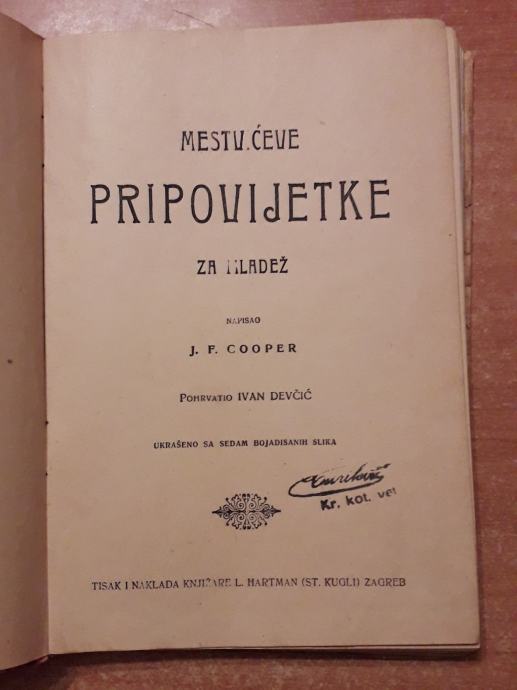 PRIPOVIJETKE
ZA MLADEŽ
NAPISAO
J. F. COOPER
POHRVATIO IVAN DEVČIĆ
UKRAŠENO SA SEDAM BOJADISANIH SLIKA
Kr. kot. vet
TISAK I NAKLADA KNJIŽARE L. HARTMAN (ST. KUGLI) ZAGREB